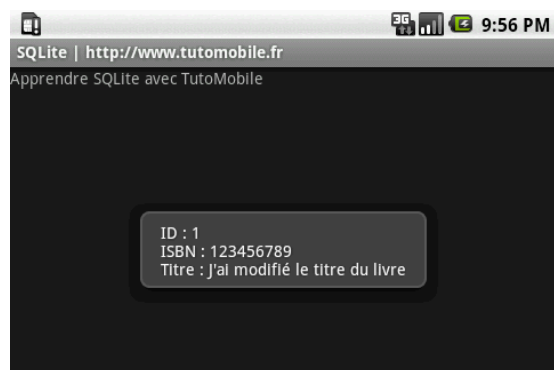 3G 9:56 PM
SQLite | http://www.tutomobile.fr
Apprendre SQLite avec TutoMobile
ID : 1
ISBN : 123456789
Titre : J'ai modifié le titre du livre